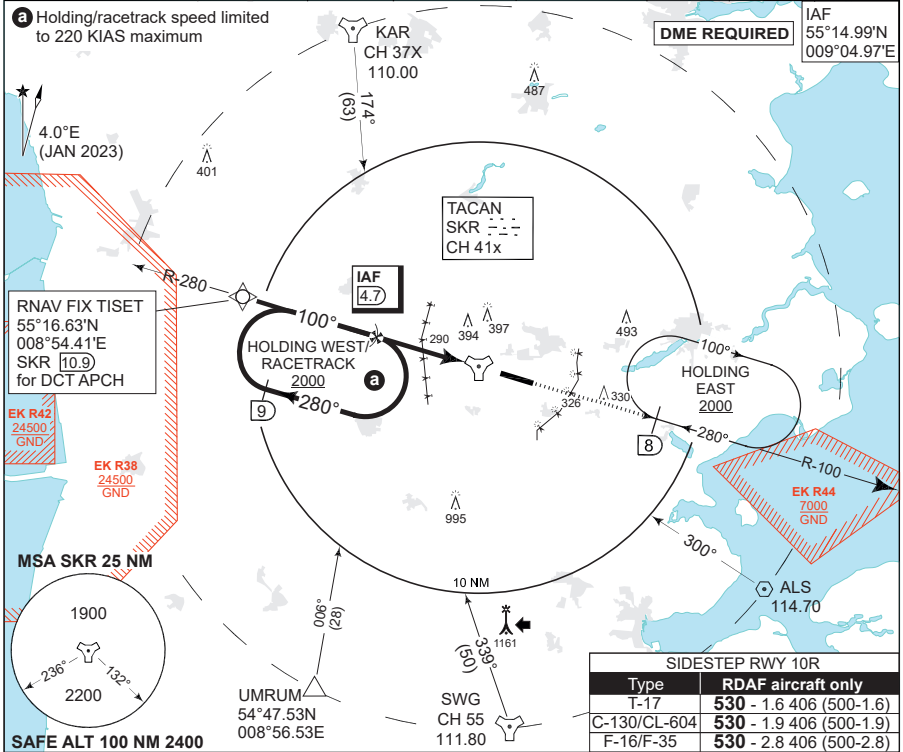 a Holding/racetrack speed limited
to 220 KIAS maximum
KAR
CH 37X
110.00
DME REQUIRED
IAF
55°14.99'N
009°04.97'E
4.0°E
(JAN 2023)
174°
(63)
487
401
TACAN
SKR
CH 41x
R-280
IAF
4.7
RNAV FIX TISET
55°16.63'N
008°54.41'E
SKR 10.9
for DCT APCH
100°
HOLDING WEST/
RACETRACK
2000
a
280°
9
290
394
397
493
326
330
100°
HOLDING
EAST
2000
280°
8
R-100
EK R42
24500
GND
EK R38
24500
GND
EK R44
7000
GND
995
300°
ALS
114.70
10 NM
MSA SKR 25 NM
1900
236°
132°
2200
SAFE ALT 100 NM 2400
006°
(28)
UMRUM
54°47.53N
008°56.53E
339°
(50)
1161
SWG
CH 55
111.80
SIDESTEP RWY 10R
Type RDAF aircraft only
T-17 530 - 1.6 406 (500-1.6)
C-130/CL-604 530 - 1.9 406 (500-1.9)
F-16/F-35 530 - 2.8 406 (500-2.8)